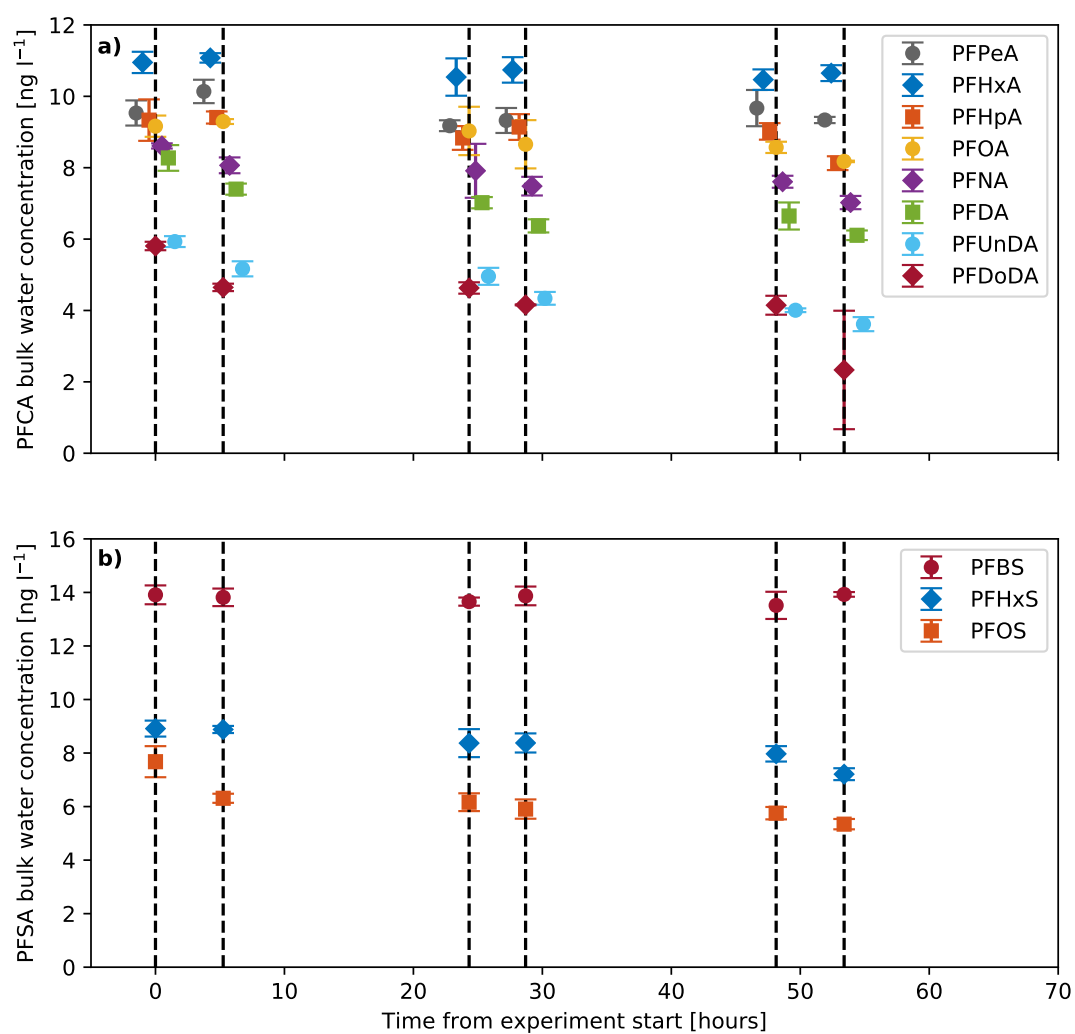 PFCA bulk water concentration [ng l⁻¹]
12
10
8
6
4
2
0
a)
PFPeA
PFHxA
PFHpA
PFOA
PFNA
PFDA
PFUnDA
PFDoDA
PFSA bulk water concentration [ng l⁻¹]
16
14
12
10
8
6
4
2
0
b)
PFBS
PFHxS
PFOS
0 10 20 30 40 50 60 70
Time from experiment start [hours]